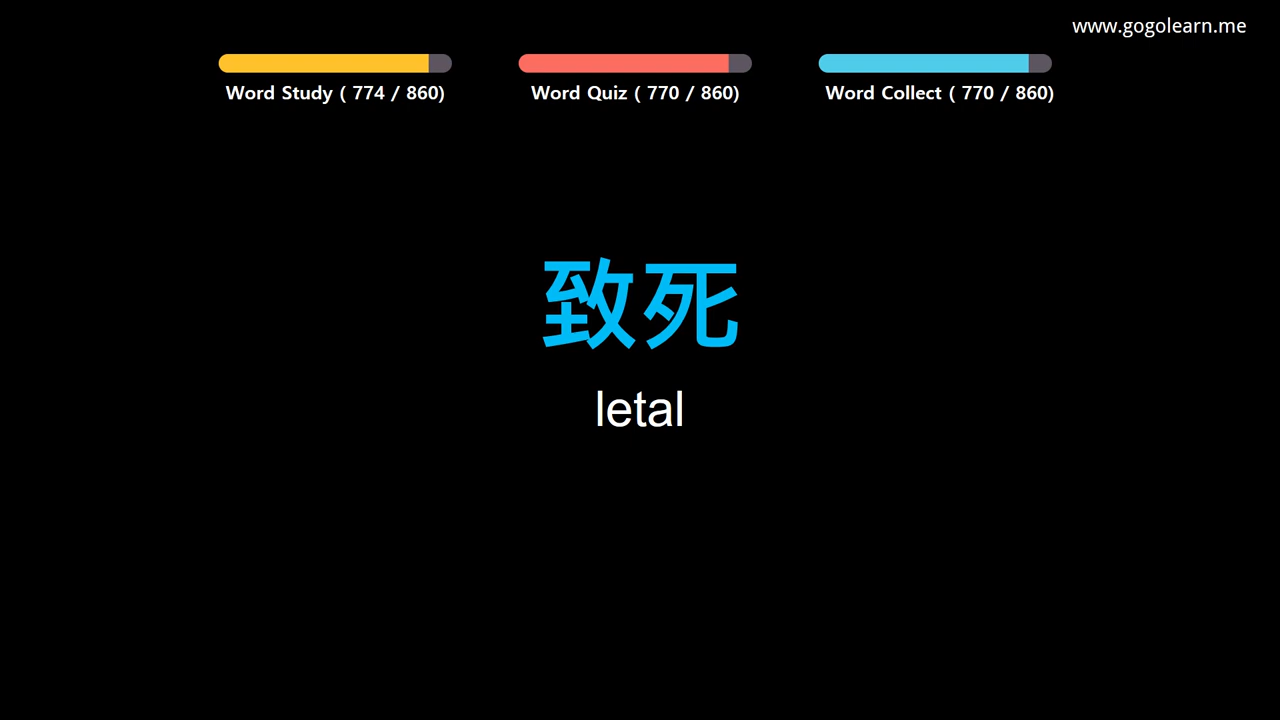 www.gogolearn.me
Word Study ( 774 / 860)
Word Quiz ( 770 / 860)
Word Collect ( 770 / 860)
致死
letal